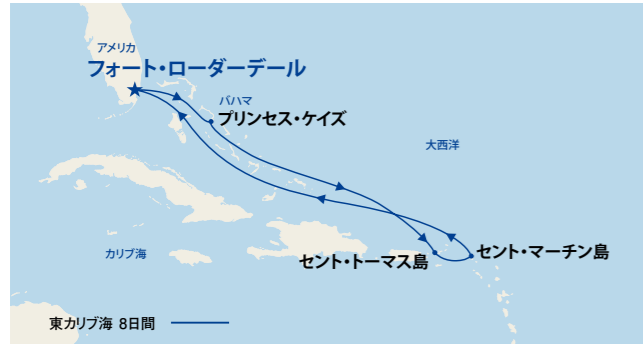 アメリカ
フォート・ローダーデール
バハマ
プリンセス・ケイズ
大西洋
カリブ海
セント・トーマス島
セント・マーチン島
東カリブ海 8日間